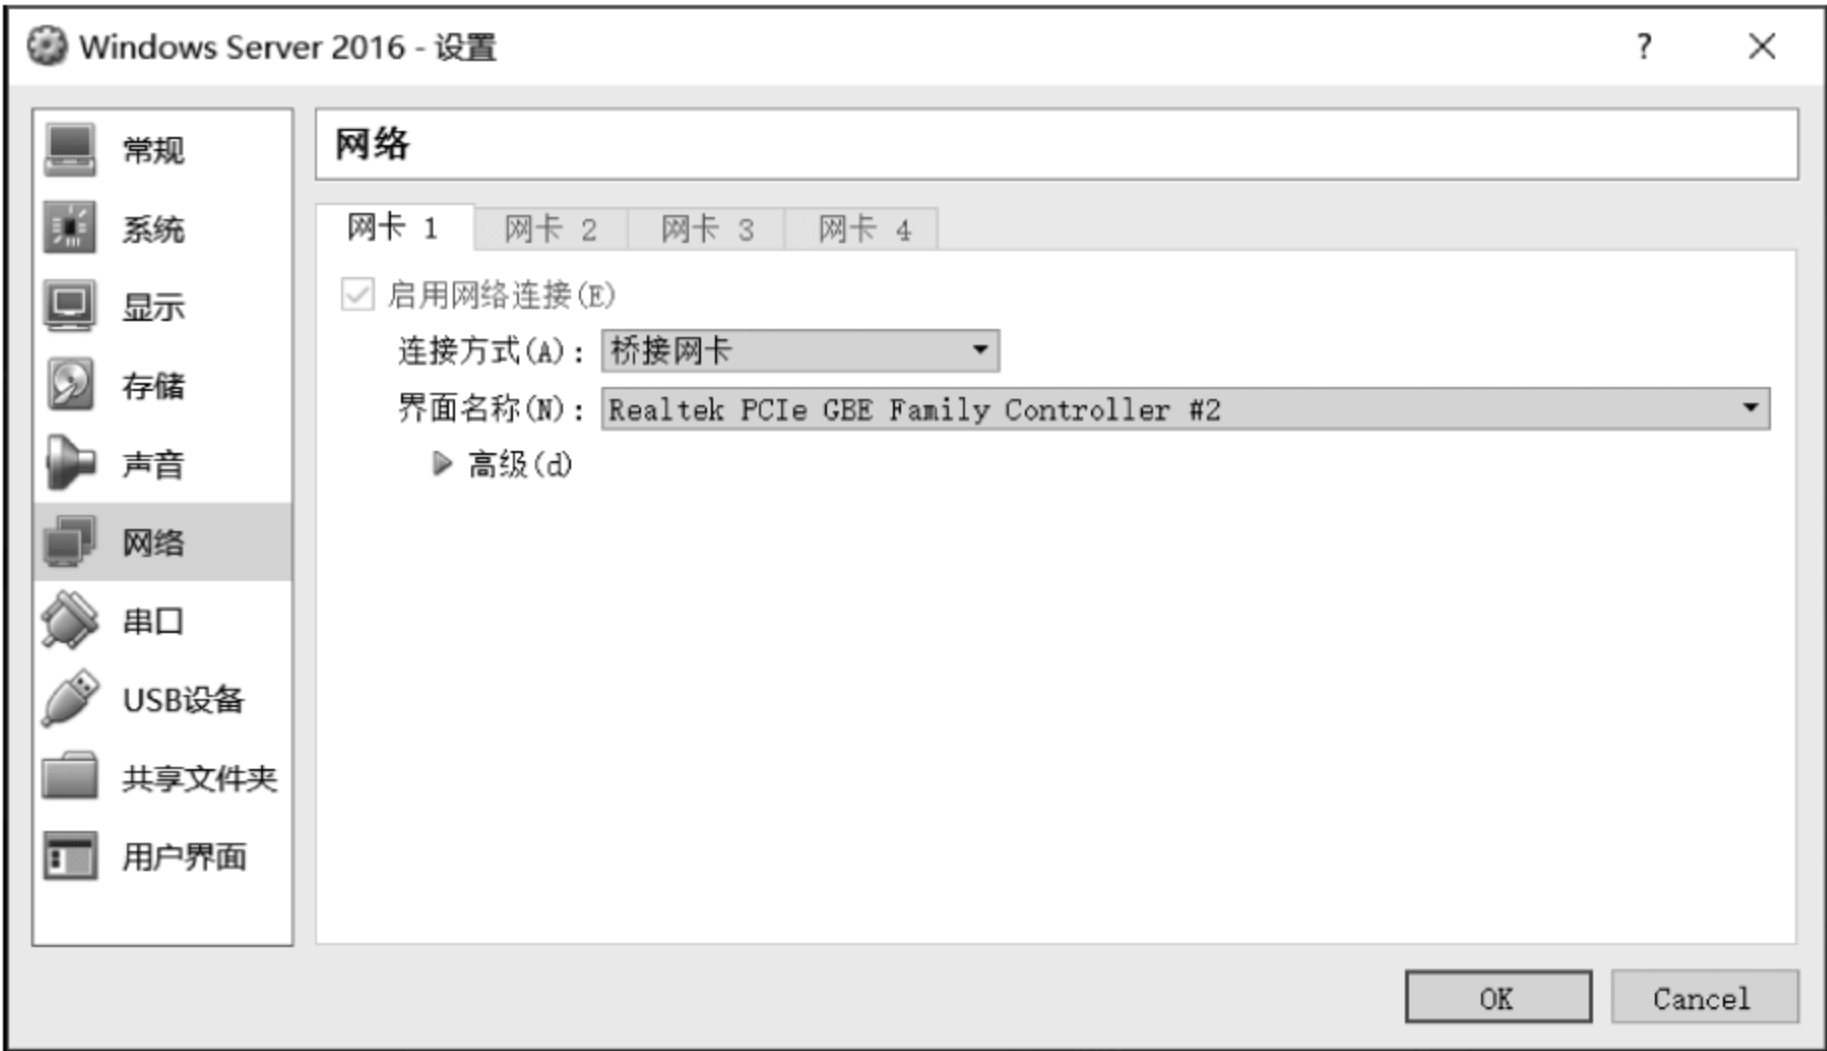 Windows Server 2016 - 设置
?
常规
系统
显示
存储
声音
网络
串口
USB设备
共享文件夹
用户界面
网络
网卡 1
网卡 2
网卡 3
网卡 4
启用网络连接(E)
连接方式(A): 桥接网卡
界面名称(N): Realtek PCIe GBE Family Controller #2
高级(d)
OK
Cancel